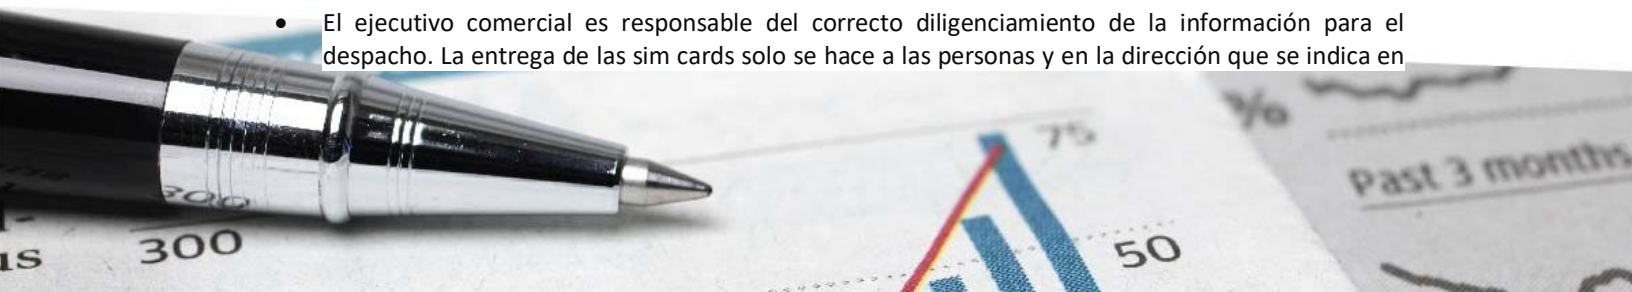 • El ejecutivo comercial es responsable del correcto diligenciamiento de la información para el
despacho. La entrega de las sim cards solo se hace a las personas y en la dirección que se indica en
75
%
Past 3 months
300
300
us
50